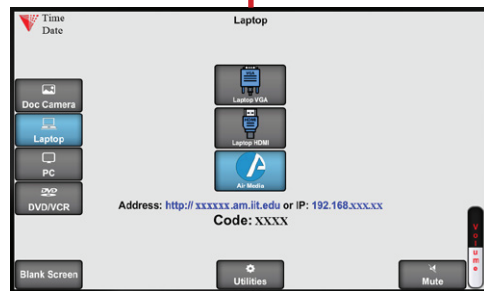 Time
Date
Laptop
Laptop VGA
Laptop HDMI
Air Media
Doc Camera
Laptop
PC
DVD
DVD/VCR
Address: http://xxxxxx.am.iit.edu or IP: 192.168.xxx.xx
Code: XXXX
Volume
Blank Screen
Utilities
Mute